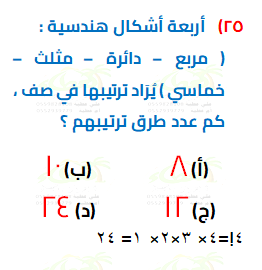 ٢٥) أربعة أشكال هندسية :
( مربع – دائرة – مثلث –
خماسي ) يُراد ترتيبها في صف ،
كم عدد طرق ترتيبهم ؟
(أ) ٨ (ب) ١٠
(ج) ١٢ (د) ٢٤
٤!=٤× ٣×٢× ١= ٢٤